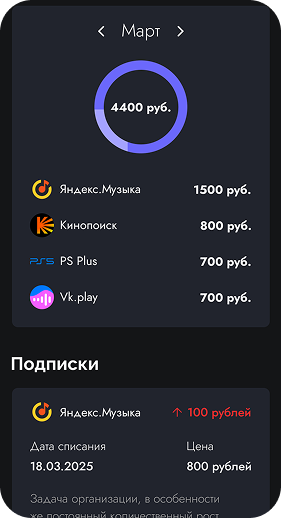 Март
4400 руб.
Яндекс.Музыка 1500 руб.
Кинопоиск 800 руб.
PS5 PS Plus 700 руб.
Vk.play 700 руб.
Подписки
Яндекс.Музыка ↑ 100 рублей
Дата списания Цена
18.03.2025 800 рублей
Задача организации, в особенности
же постоянный количественный рост